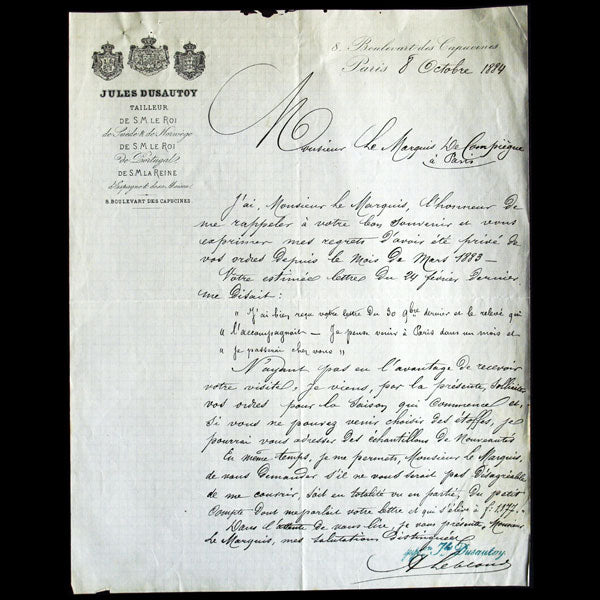 8. Boulevart des Capucines
Paris 8 Octobre 1884
JULES DUSAUTOY
TAILLEUR
DE S.M. LE ROI
de Suède & de Norwège
DE S.M. LE ROI
de Portugal
DE S.M. LA REINE
d'Espagne & de sa Maison
8, BOULEVART DES CAPUCINES
Monsieur Le Marquis De Compiègne
à Paris
J'ai, Monsieur le Marquis, l'honneur de
me rappeler à votre bon souvenir et vous
exprimer mes regrets d'avoir été privé de
vos ordres depuis le mois de Mars 1883 —
Votre estimée lettre du 24 février dernier
me disait :
" J'ai bien reçu votre lettre du 30 9bre dernier et le relevé qui
" l'accompagnait — Je pense venir à Paris dans un mois et
" je passerai chez vous "
N'ayant pas eu l'avantage de recevoir
votre visite, Je viens, par la présente, solliciter
vos ordres pour la saison qui commence et,
si vous ne pouvez venir choisir des étoffes, je
pourrai vous adresser des échantillons de Nouveautés
En même temps, je me permets, Monsieur le Marquis,
de vous demander s'il ne vous serait pas désagréable
de me couvrir, soit en totalité ou en partie, du petit
compte dont me parlait votre lettre et qui s'élève à f: 1877. -
Dans l'attente de vous lire, je vous présente, Monsieur
Le Marquis, mes salutations distinguées
Jles Dusautoy
A Leblond